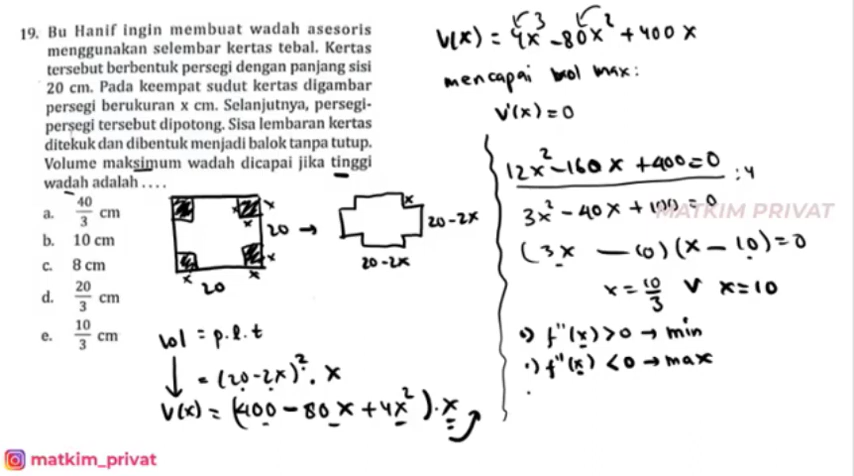 19. Bu Hanif ingin membuat wadah asesoris
menggunakan selembar kertas tebal. Kertas
tersebut berbentuk persegi dengan panjang sisi
20 cm. Pada keempat sudut kertas digambar
persegi berukuran x cm. Selanjutnya, persegi-
persegi tersebut dipotong. Sisa lembaran kertas
ditekuk dan dibentuk menjadi balok tanpa tutup.
Volume maksimum wadah dicapai jika tinggi
wadah adalah . . . .
a. 40/3 cm
b. 10 cm
c. 8 cm
d. 20/3 cm
e. 10/3 cm
x
x
x
20 →
x
x
x
20
x
20-2x
20-2x
vol = p.l.t
= (20-2x)². x
V(x) = (400 - 80x + 4x²).x
V(x) = 4x³ - 80x² + 400x
mencapai vol max:
V'(x) = 0
12x² - 160x + 400 = 0 : 4
3x² - 40x + 100 = 0
(3x - 10)(x - 10) = 0
x = 10/3 v x = 10
•) f''(x) > 0 → min
•) f''(x) < 0 → max
MATKIM PRIVAT
matkim_privat